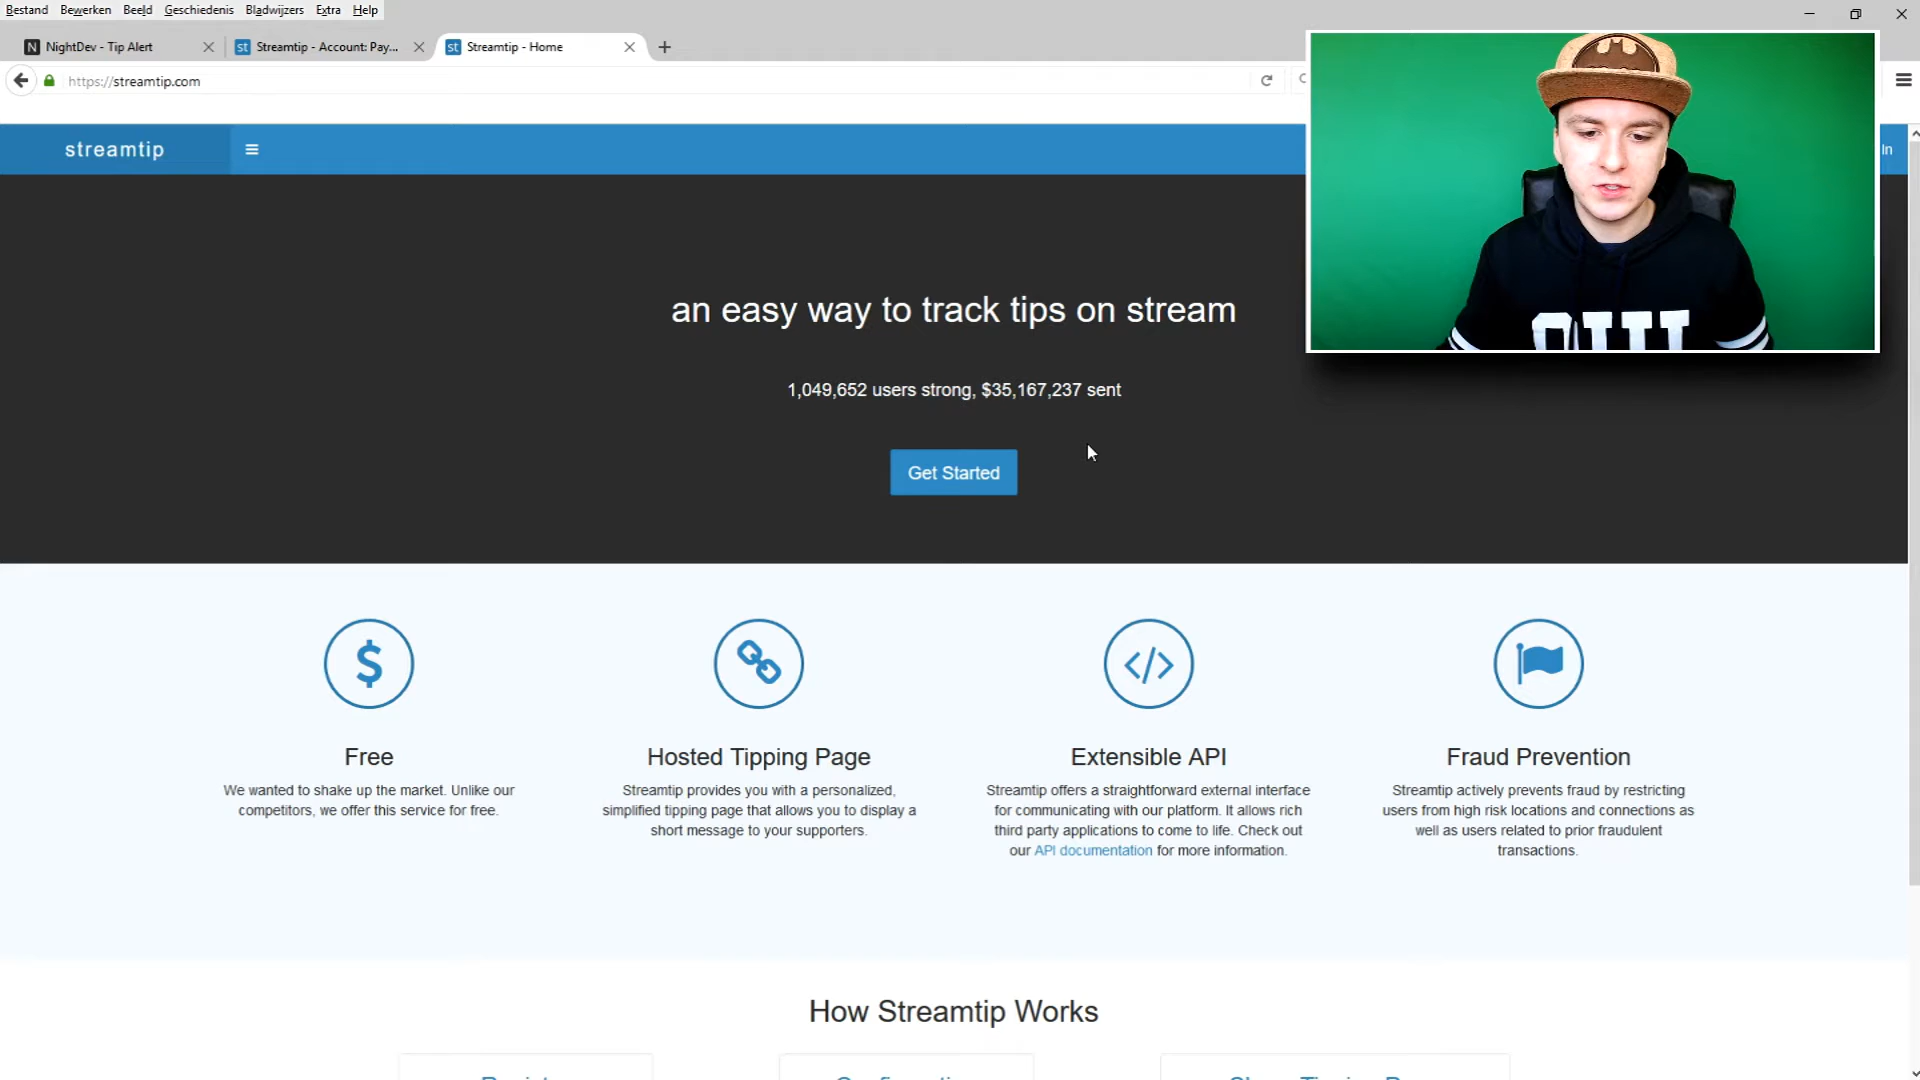 Bestand Bewerken Beeld Geschiedenis Bladwijzers Extra Help
NightDev - Tip Alert
Streamtip - Account: Pay...
Streamtip - Home
https://streamtip.com
streamtip
In
an easy way to track tips on stream
1,049,652 users strong, $35,167,237 sent
Get Started
Free
We wanted to shake up the market. Unlike our
competitors, we offer this service for free.
Hosted Tipping Page
Streamtip provides you with a personalized,
simplified tipping page that allows you to display a
short message to your supporters.
Extensible API
Streamtip offers a straightforward external interface
for communicating with our platform. It allows rich
third party applications to come to life. Check out
our API documentation for more information.
Fraud Prevention
Streamtip actively prevents fraud by restricting
users from high risk locations and connections as
well as users related to prior fraudulent
transactions.
How Streamtip Works